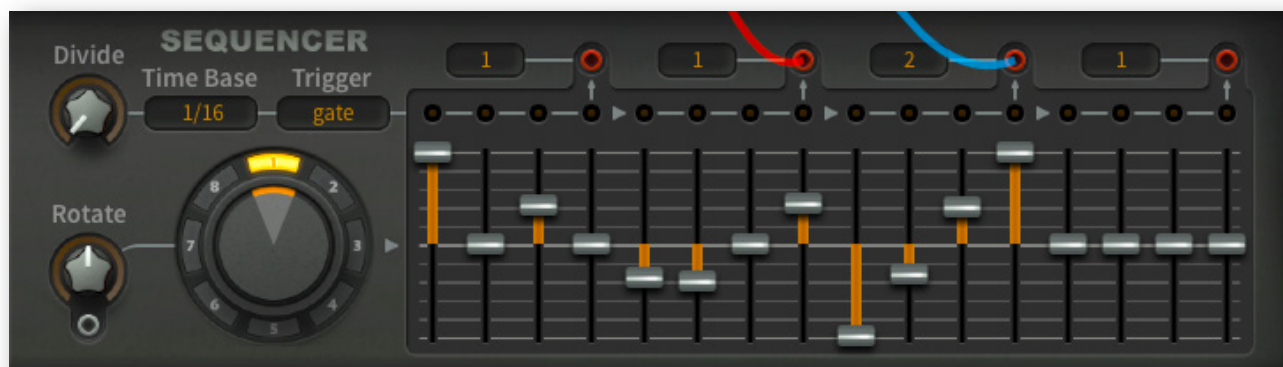 SEQUENCER
Divide
Time Base
Trigger
1/16
gate
1
1
2
1
Rotate
1
2
3
4
5
6
7
8